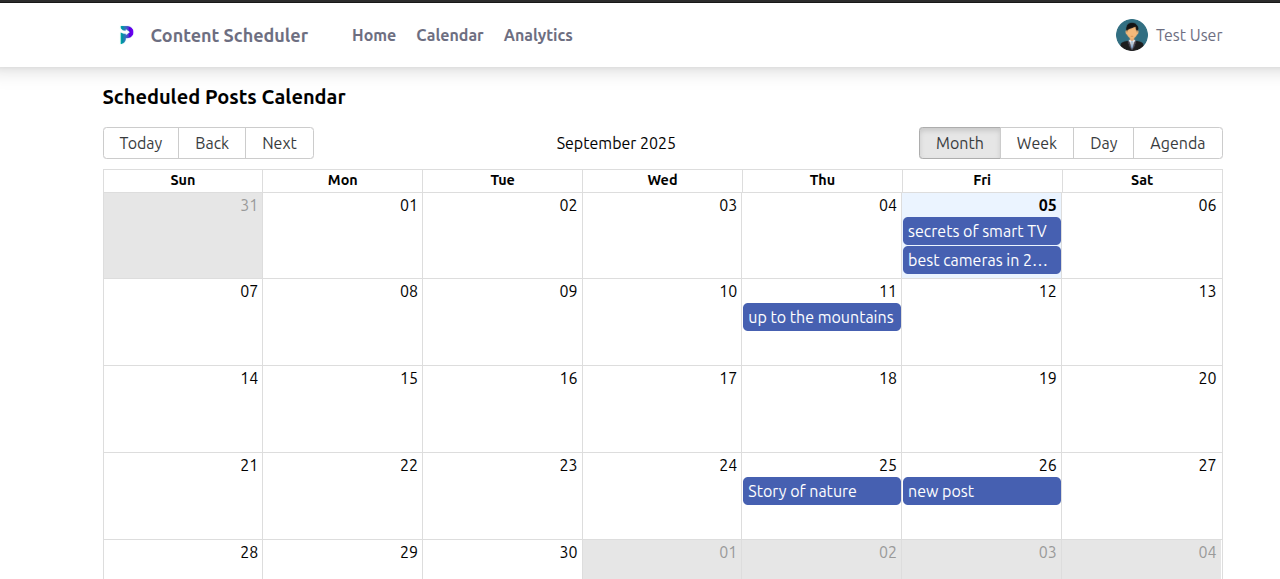 Content Scheduler Home Calendar Analytics Test User
Scheduled Posts Calendar
Today Back Next September 2025 Month Week Day Agenda
Sun Mon Tue Wed Thu Fri Sat
31 01 02 03 04 05 06
secrets of smart TV
best cameras in 2…
07 08 09 10 11 12 13
up to the mountains
14 15 16 17 18 19 20
21 22 23 24 25 26 27
Story of nature new post
28 29 30 01 02 03 04